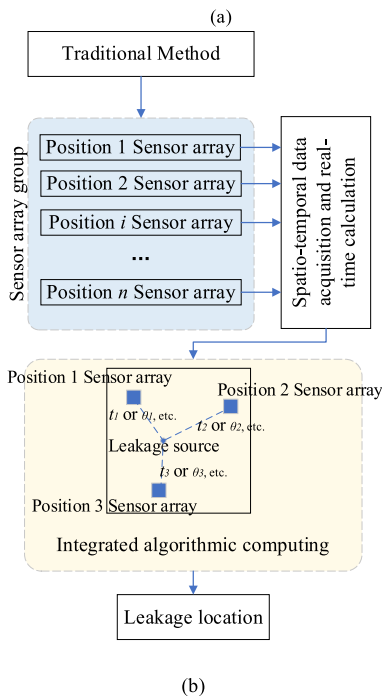 (a)
Traditional Method
Sensor array group
Position 1 Sensor array
Position 2 Sensor array
Position i Sensor array
...
Position n Sensor array
Spatio-temporal data
acquisition and real-
time calculation
Position 1 Sensor array
Position 2 Sensor array
t1 or θ1, etc.
t2 or θ2, etc.
Leakage source
t3 or θ3, etc.
Position 3 Sensor array
Integrated algorithmic computing
Leakage location
(b)